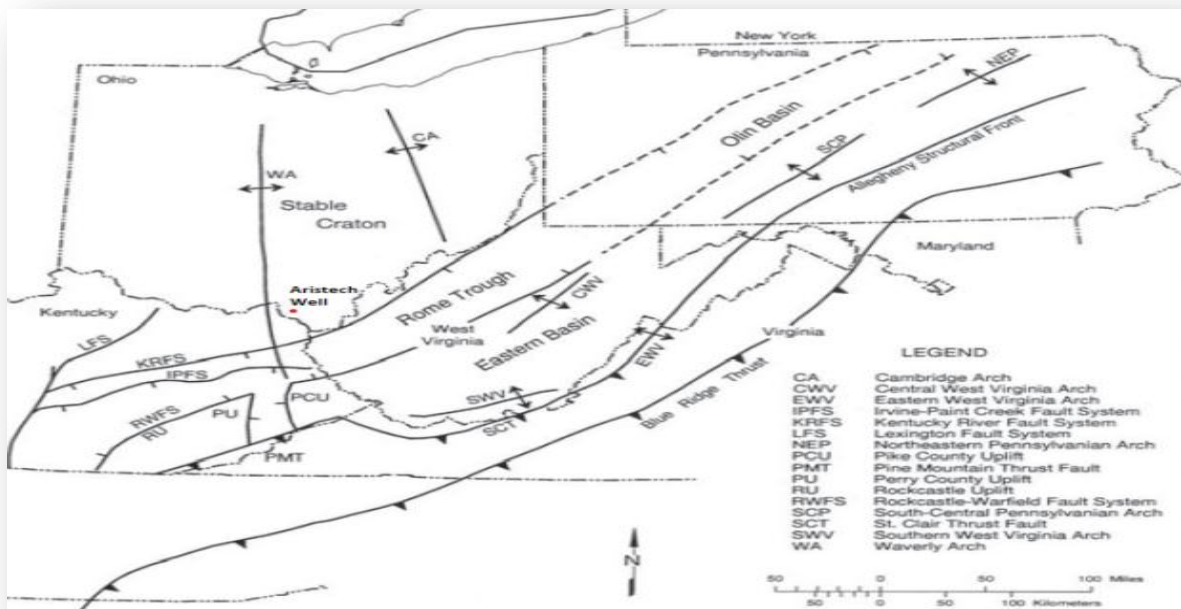 New York
Pennsylvania
Ohio
NEP
Olin Basin
CA
SCP
WA
Allegheny Structural Front
Stable
Craton
Maryland
Aristech
Well
Rome Trough
Kentucky
CWV
LFS
West
Virginia
Virginia
KRFS
Eastern Basin
EWV
IPFS
LEGEND
CA Cambridge Arch
CWV Central West Virginia Arch
EWV Eastern West Virginia Arch
IPFS Irvine-Paint Creek Fault System
KRFS Kentucky River Fault System
LFS Lexington Fault System
NEP Northeastern Pennsylvanian Arch
PCU Pike County Uplift
PMT Pine Mountain Thrust Fault
PU Perry County Uplift
RU Rockcastle Uplift
RWFS Rockcastle-Warfield Fault System
SCP South-Central Pennsylvanian Arch
SCT St. Clair Thrust Fault
SWV Southern West Virginia Arch
WA Waverly Arch
PCU
SWV
RWFS
PU
Blue Ridge Thrust
RU
SCT
PMT
N
50 0 50 100 Miles
50 0 50 100 Kilometers